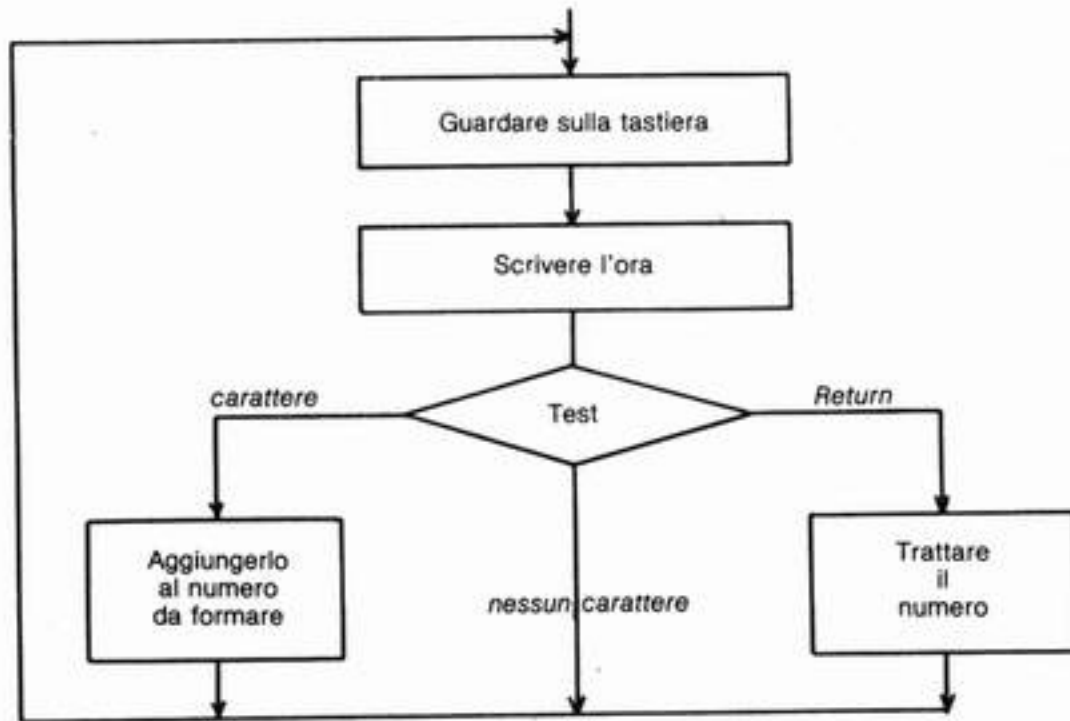 Guardare sulla tastiera
Scrivere l'ora
carattere
Test
Return
Aggiungerlo
al numero
da formare
nessun carattere
Trattare
il
numero